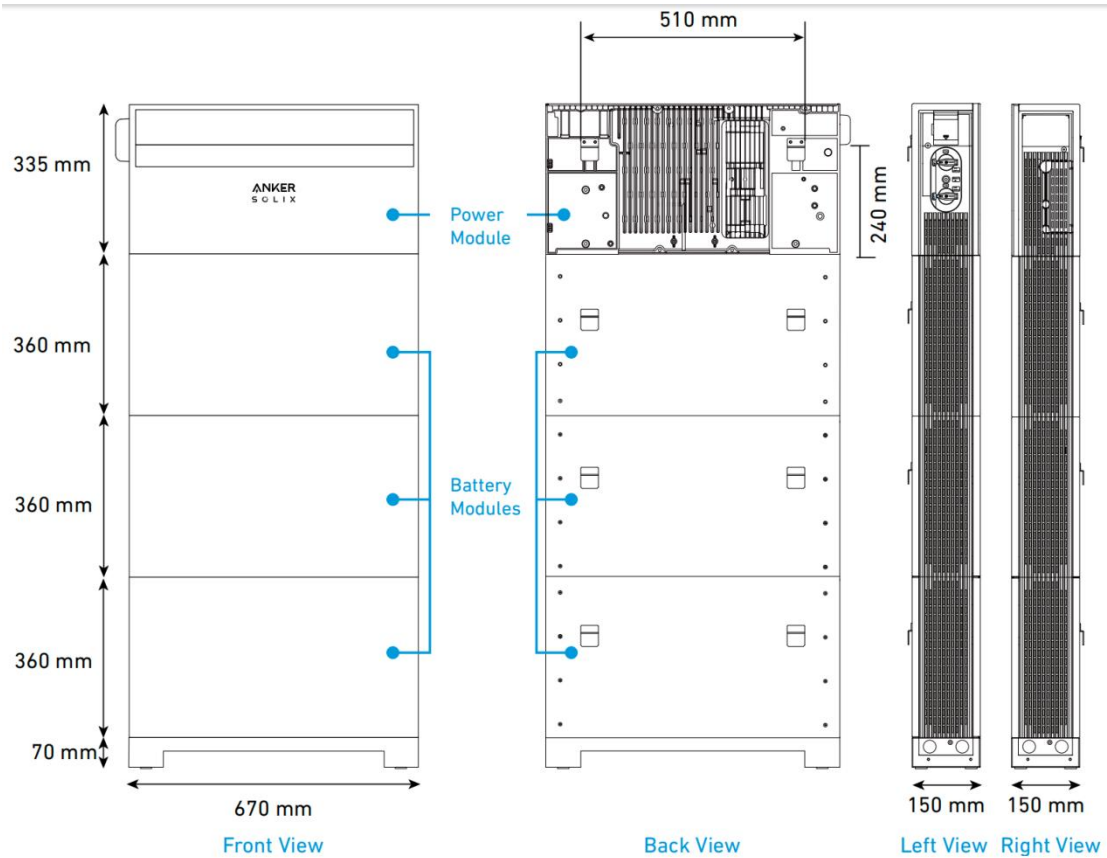 510 mm
335 mm
ANKER
SOLIX
Power
Module
240 mm
360 mm
360 mm
Battery
Modules
360 mm
70 mm
670 mm
150 mm
150 mm
Front View
Back View
Left View
Right View